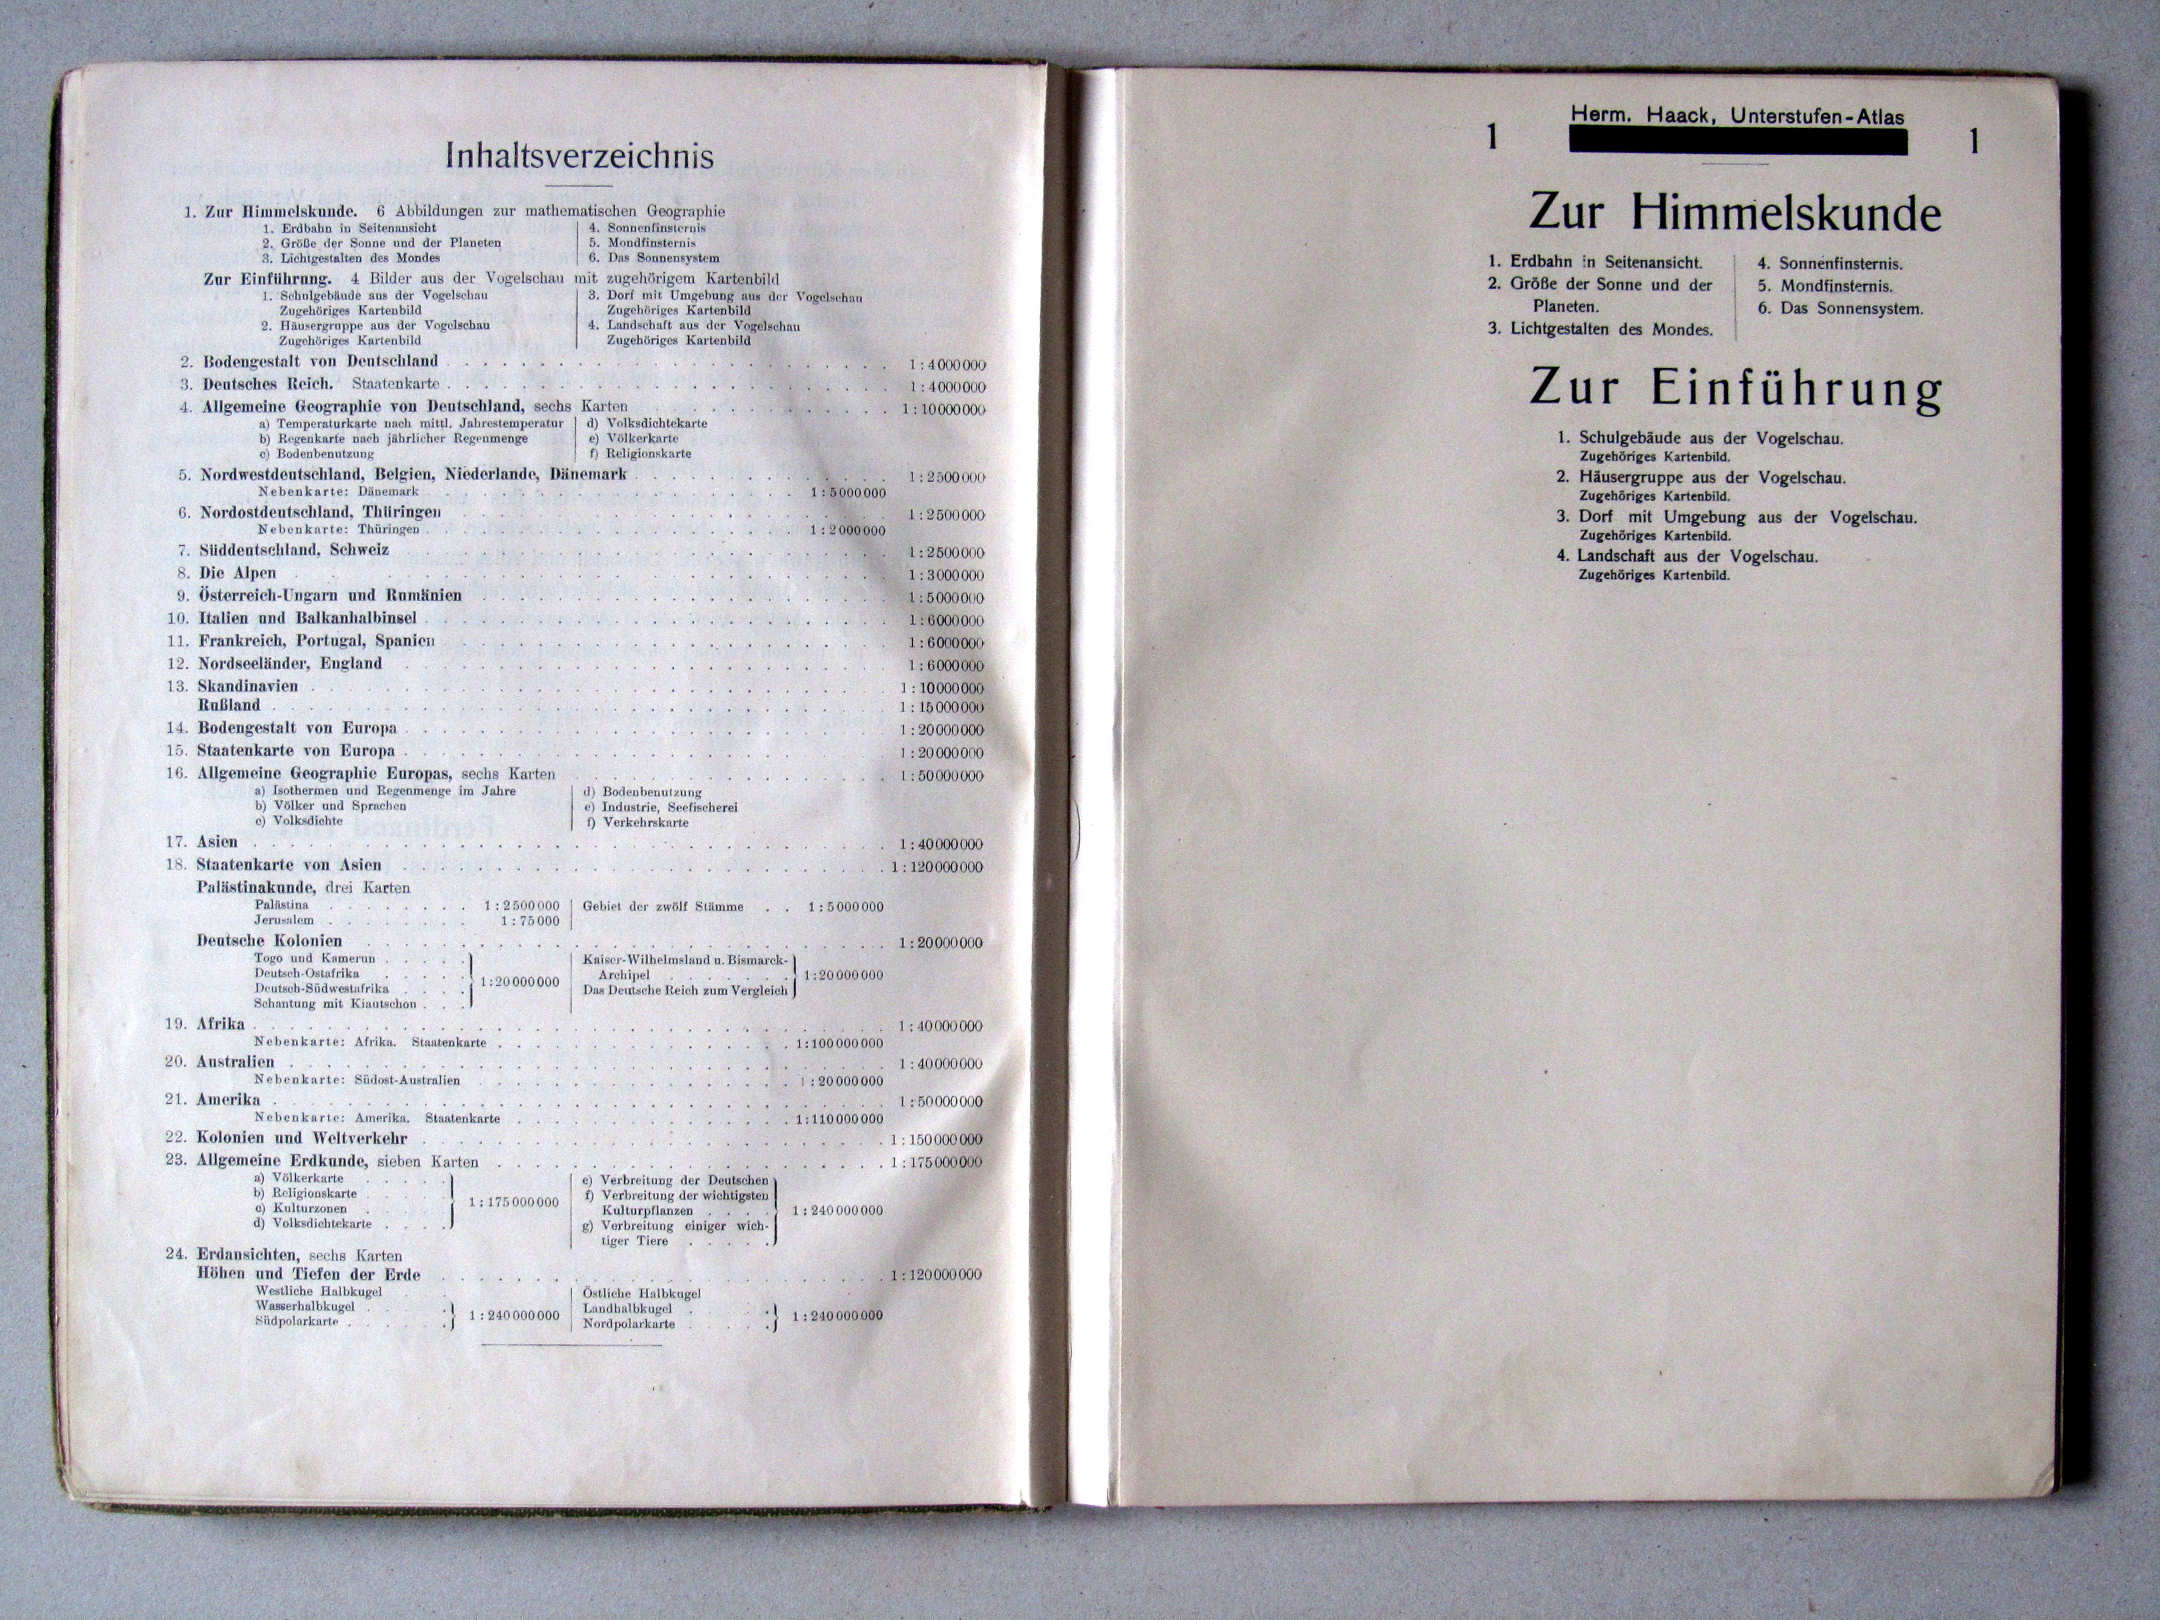 Inhaltsverzeichnis
1. Zur Himmelskunde. 6 Abbildungen zur mathematischen Geographie
1. Erdbahn in Seitenansicht
2. Größe der Sonne und der Planeten
3. Lichtgestalten des Mondes
4. Sonnenfinsternis
5. Mondfinsternis
6. Das Sonnensystem
Zur Einführung. 4 Bilder aus der Vogelschau mit zugehörigem Kartenbild
1. Schulgebäude aus der Vogelschau
Zugehöriges Kartenbild
2. Häusergruppe aus der Vogelschau
Zugehöriges Kartenbild
3. Dorf mit Umgebung aus der Vogelschau
Zugehöriges Kartenbild
4. Landschaft aus der Vogelschau
Zugehöriges Kartenbild
2. Bodengestalt von Deutschland 1:4000000
3. Deutsches Reich. Staatenkarte 1:4000000
4. Allgemeine Geographie von Deutschland, sechs Karten 1:10000000
a) Temperaturkarte nach mittl. Jahrestemperatur
b) Regenkarte nach jährlicher Regenmenge
c) Bodenbenutzung
d) Volksdichtekarte
e) Völkerkarte
f) Religionskarte
5. Nordwestdeutschland, Belgien, Niederlande, Dänemark 1:2500000
Nebenkarte: Dänemark 1:5000000
6. Nordostdeutschland, Thüringen 1:2500000
Nebenkarte: Thüringen 1:2000000
7. Süddeutschland, Schweiz 1:2500000
8. Die Alpen 1:3000000
9. Österreich-Ungarn und Rumänien 1:5000000
10. Italien und Balkanhalbinsel 1:6000000
11. Frankreich, Portugal, Spanien 1:6000000
12. Nordseeländer, England 1:6000000
13. Skandinavien 1:10000000
Rußland 1:15000000
14. Bodengestalt von Europa 1:20000000
15. Staatenkarte von Europa 1:20000000
16. Allgemeine Geographie Europas, sechs Karten 1:50000000
a) Isothermen und Regenmenge im Jahre
b) Völker und Sprachen
c) Volksdichte
d) Bodenbenutzung
e) Industrie, Seefischerei
f) Verkehrskarte
17. Asien 1:40000000
18. Staatenkarte von Asien 1:120000000
Palästinakunde, drei Karten
Palästina 1:2500000
Jerusalem 1:75000
Gebiet der zwölf Stämme 1:5000000
Deutsche Kolonien 1:20000000
Togo und Kamerun
Deutsch-Ostafrika
Deutsch-Südwestafrika 1:20000000
Schantung mit Kiautschou
Kaiser-Wilhelmsland u. Bismarck-
Archipel 1:20000000
Das Deutsche Reich zum Vergleich
19. Afrika 1:40000000
Nebenkarte: Afrika. Staatenkarte 1:100000000
20. Australien 1:40000000
Nebenkarte: Südost-Australien 1:20000000
21. Amerika 1:50000000
Nebenkarte: Amerika. Staatenkarte 1:110000000
22. Kolonien und Weltverkehr 1:150000000
23. Allgemeine Erdkunde, sieben Karten 1:175000000
a) Völkerkarte
b) Religionskarte
c) Kulturzonen 1:175000000
d) Volksdichtekarte
e) Verbreitung der Deutschen
f) Verbreitung der wichtigsten
Kulturpflanzen 1:240000000
g) Verbreitung einiger wich-
tiger Tiere
24. Erdansichten, sechs Karten
Höhen und Tiefen der Erde 1:120000000
Westliche Halbkugel
Wasserhalbkugel
Südpolarkarte 1:240000000
Östliche Halbkugel
Landhalbkugel
Nordpolarkarte 1:240000000
1 Herm. Haack, Unterstufen-Atlas 1
Zur Himmelskunde
1. Erdbahn in Seitenansicht.
2. Größe der Sonne und der
Planeten.
3. Lichtgestalten des Mondes.
4. Sonnenfinsternis.
5. Mondfinsternis.
6. Das Sonnensystem.
Zur Einführung
1. Schulgebäude aus der Vogelschau.
Zugehöriges Kartenbild.
2. Häusergruppe aus der Vogelschau.
Zugehöriges Kartenbild.
3. Dorf mit Umgebung aus der Vogelschau.
Zugehöriges Kartenbild.
4. Landschaft aus der Vogelschau.
Zugehöriges Kartenbild.